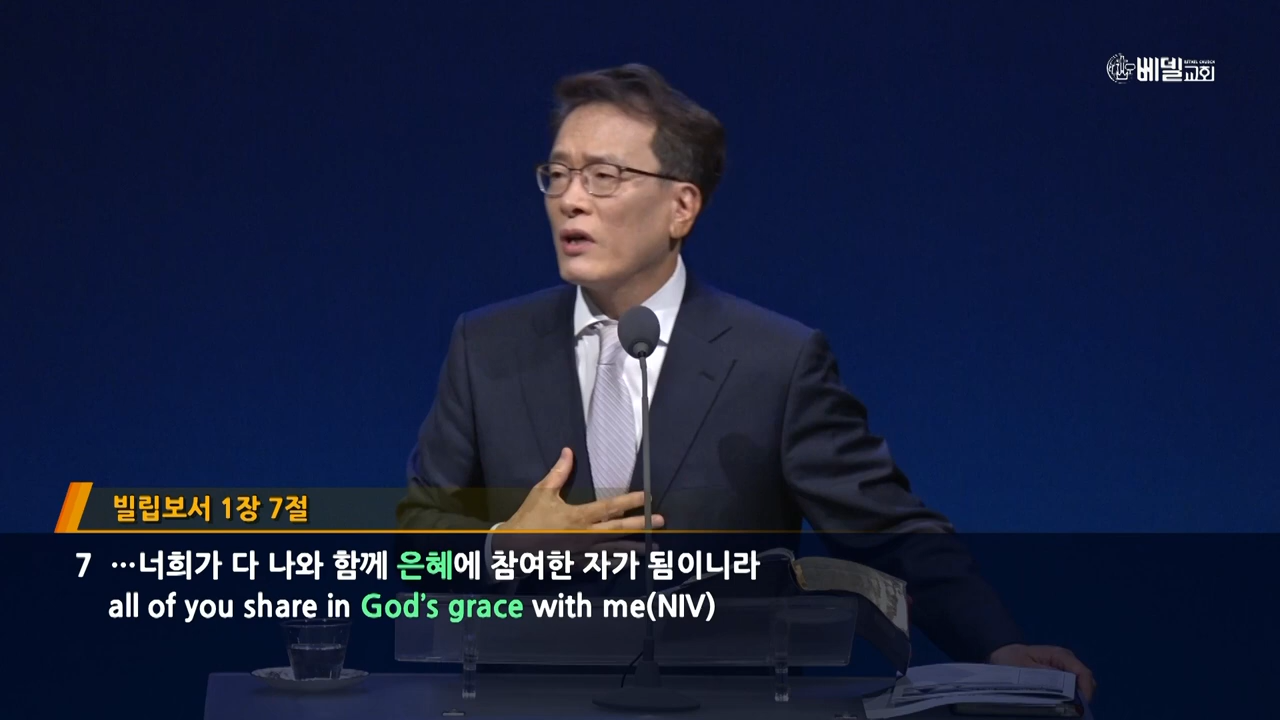 베델교회
BETHEL CHURCH
빌립보서 1장 7절
7 …너희가 다 나와 함께 은혜에 참여한 자가 됨이니라
all of you share in God's grace with me(NIV)